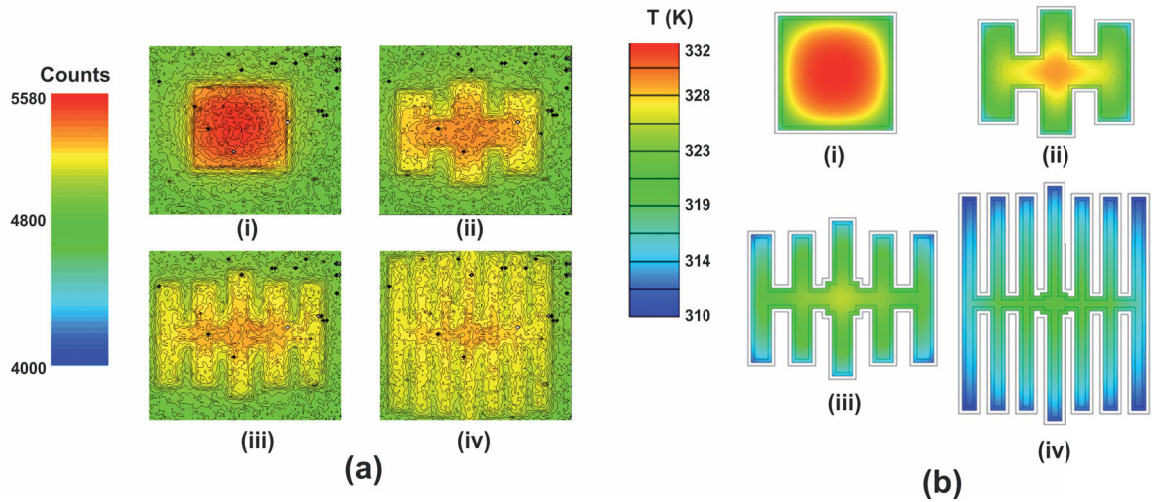 Counts
5580
4800
4000
(i)
(ii)
(iii)
(iv)
(a)
T (K)
332
328
323
319
314
310
(i)
(ii)
(iii)
(iv)
(b)